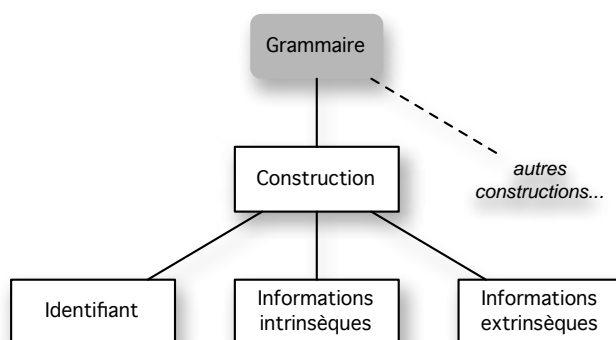 Grammaire
Construction
autres
constructions...
Identifiant
Informations
intrinsèques
Informations
extrinsèques